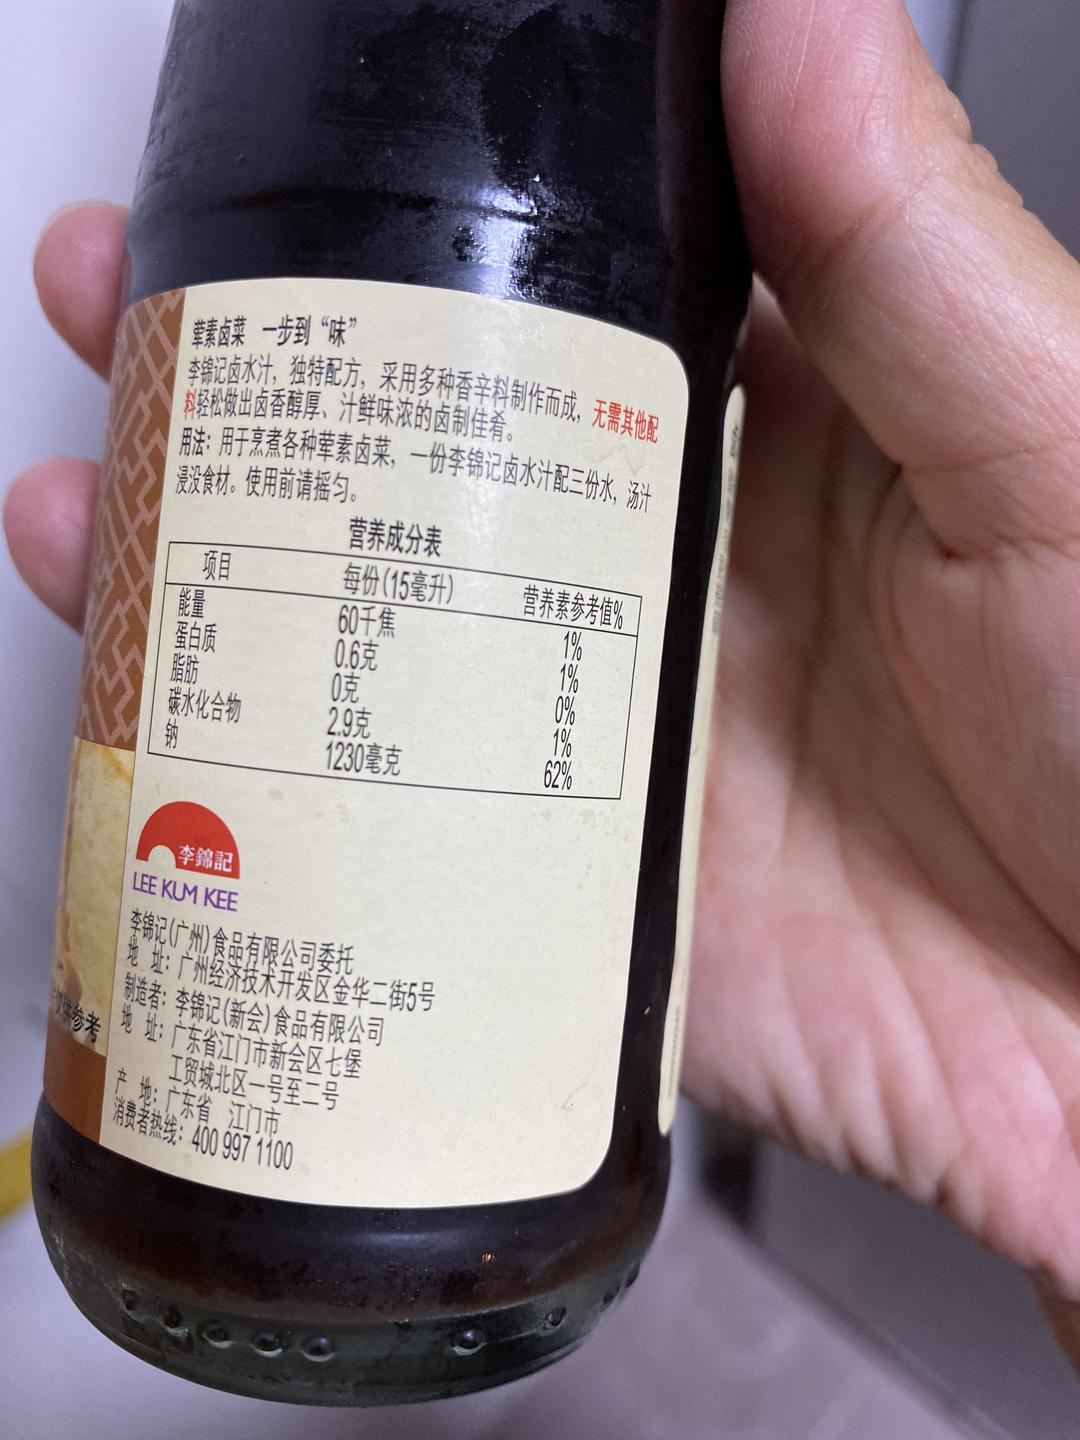 荤素卤菜 一步到“味”
李锦记卤水汁，独特配方，采用多种香辛料制作而成，无需其他配
料轻松做出卤香醇厚、汁鲜味浓的卤制佳肴。
用法：用于烹煮各种荤素卤菜，一份李锦记卤水汁配三份水，汤汁
浸没食材。使用前请摇匀。
营养成分表
项目 每份(15毫升) 营养素参考值%
能量 60千焦 1%
蛋白质 0.6克 1%
脂肪 0克 0%
碳水化合物 2.9克 1%
钠 1230毫克 62%
李錦記
LEE KUM KEE
李锦记(广州)食品有限公司委托
地 址：广州经济技术开发区金华二街5号
制造者：李锦记(新会)食品有限公司
地 址：广东省江门市新会区七堡
工贸城北区一号至二号
产 地：广东省 江门市
消费者热线：400 997 1100
参考